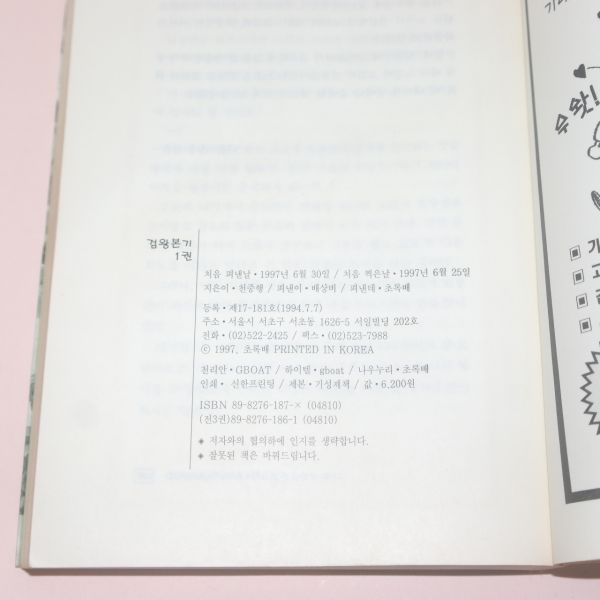 검왕본기
1권
처음 펴낸날 • 1997년 6월 30일 / 처음 찍은날 • 1997년 6월 25일
지은이 • 천중행 / 펴낸이 • 배상비 / 펴낸데 • 초록배
등록 • 제17-181호(1994.7.7)
주소 • 서울시 서초구 서초동 1626-5 서일빌딩 202호
전화 • (02)522-2425 / 팩스 • (02)523-7988
ⓒ 1997. 초록배 PRINTED IN KOREA
천리안 • GBOAT / 하이텔 • gboat / 나우누리 • 초록배
인쇄 • 신한프린팅 / 제본 • 기성제책 / 값 • 6,200원
ISBN 89-8276-187-× (04810)
(전3권)89-8276-186-1 (04810)
◈ 저자와의 협의하에 인지를 생략합니다.
◈ 잘못된 책은 바꿔드립니다.
수왓!